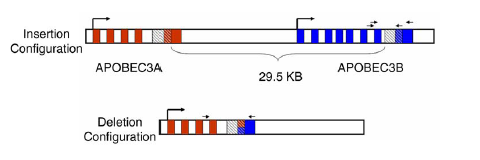 Insertion
Configuration
APOBEC3A
APOBEC3B
29.5 KB
Deletion
Configuration